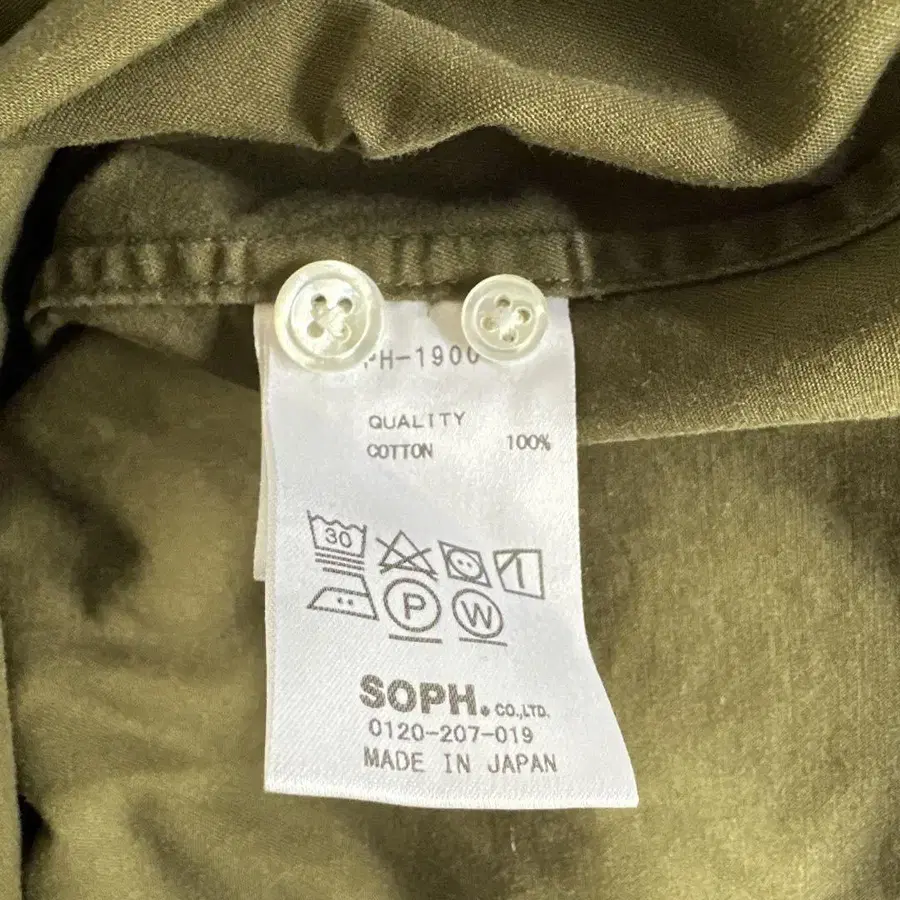 PH-1900
QUALITY
COTTON 100%
30
P W
SOPH. CO.,LTD.
0120-207-019
MADE IN JAPAN